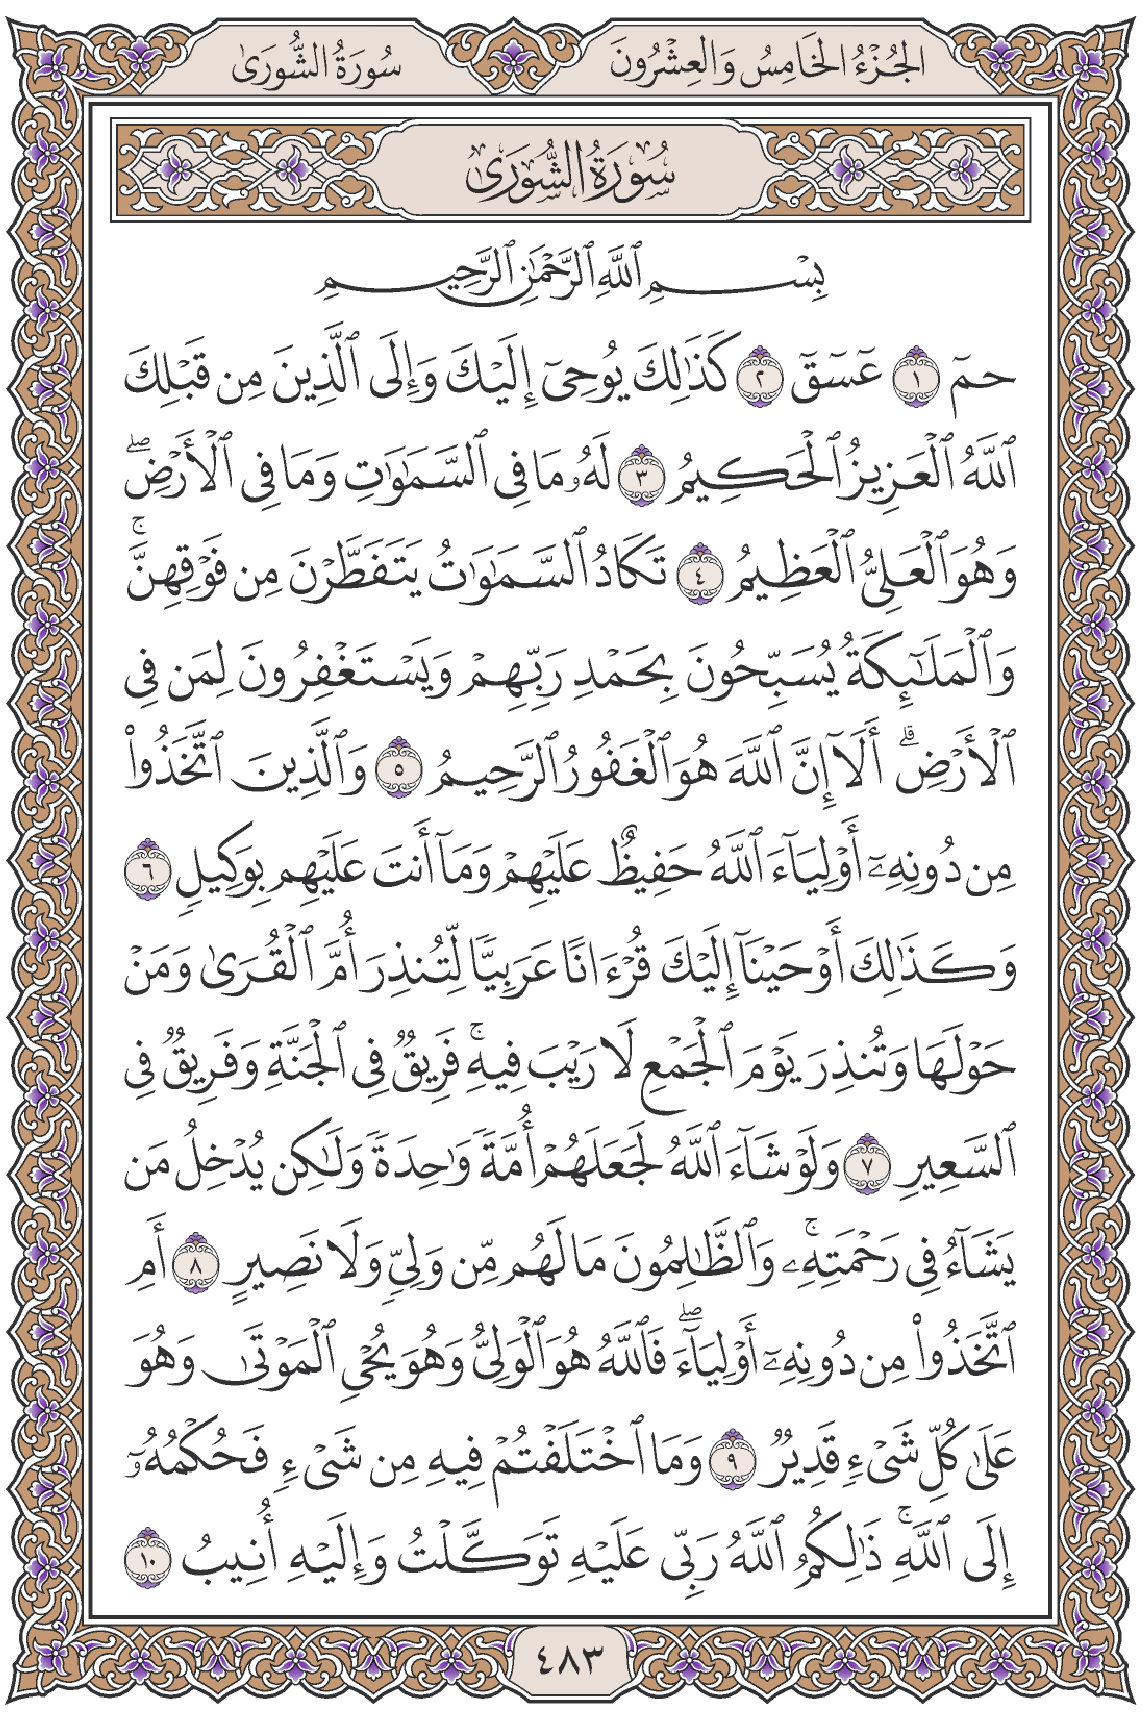 الجُزْءُ الخَامِسُ وَالعِشْرُونَ
سُورَةُ الشُّورَىٰ
سُورَةُ الشُّورَىٰ
بِسْمِ ٱللَّهِ ٱلرَّحْمَٰنِ ٱلرَّحِيمِ
حمٓ ١ عٓسٓقٓ ٢ كَذَٰلِكَ يُوحِىٓ إِلَيْكَ وَإِلَى ٱلَّذِينَ مِن قَبْلِكَ
ٱللَّهُ ٱلْعَزِيزُ ٱلْحَكِيمُ ٣ لَهُۥ مَا فِى ٱلسَّمَٰوَٰتِ وَمَا فِى ٱلْأَرْضِۖ
وَهُوَ ٱلْعَلِىُّ ٱلْعَظِيمُ ٤ تَكَادُ ٱلسَّمَٰوَٰتُ يَتَفَطَّرْنَ مِن فَوْقِهِنَّۚ
وَٱلْمَلَٰٓئِكَةُ يُسَبِّحُونَ بِحَمْدِ رَبِّهِمْ وَيَسْتَغْفِرُونَ لِمَن فِى
ٱلْأَرْضِۗ أَلَآ إِنَّ ٱللَّهَ هُوَ ٱلْغَفُورُ ٱلرَّحِيمُ ٥ وَٱلَّذِينَ ٱتَّخَذُوا۟
مِن دُونِهِۦٓ أَوْلِيَآءَ ٱللَّهُ حَفِيظٌ عَلَيْهِمْ وَمَآ أَنتَ عَلَيْهِم بِوَكِيلٍ ٦
وَكَذَٰلِكَ أَوْحَيْنَآ إِلَيْكَ قُرْءَانًا عَرَبِيًّا لِّتُنذِرَ أُمَّ ٱلْقُرَىٰ وَمَنْ
حَوْلَهَا وَتُنذِرَ يَوْمَ ٱلْجَمْعِ لَا رَيْبَ فِيهِۚ فَرِيقٌ فِى ٱلْجَنَّةِ وَفَرِيقٌ فِى
ٱلسَّعِيرِ ٧ وَلَوْ شَآءَ ٱللَّهُ لَجَعَلَهُمْ أُمَّةً وَٰحِدَةً وَلَٰكِن يُدْخِلُ مَن
يَشَآءُ فِى رَحْمَتِهِۦۚ وَٱلظَّٰلِمُونَ مَا لَهُم مِّن وَلِىٍّ وَلَا نَصِيرٍ ٨ أَمِ
ٱتَّخَذُوا۟ مِن دُونِهِۦٓ أَوْلِيَآءَۖ فَٱللَّهُ هُوَ ٱلْوَلِىُّ وَهُوَ يُحْىِ ٱلْمَوْتَىٰ وَهُوَ
عَلَىٰ كُلِّ شَىْءٍ قَدِيرٌ ٩ وَمَا ٱخْتَلَفْتُمْ فِيهِ مِن شَىْءٍ فَحُكْمُهُۥٓ
إِلَى ٱللَّهِۚ ذَٰلِكُمُ ٱللَّهُ رَبِّى عَلَيْهِ تَوَكَّلْتُ وَإِلَيْهِ أُنِيبُ ١٠
٤٨٣